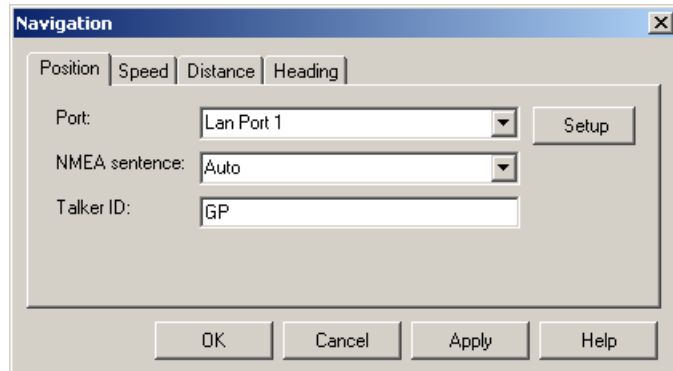 Navigation
Position Speed Distance Heading
Port: Lan Port 1 Setup
NMEA sentence: Auto
Talker ID: GP
OK Cancel Apply Help